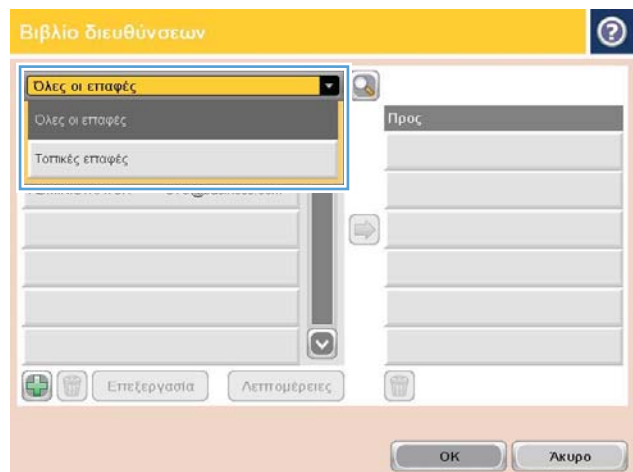 Βιβλίο διευθύνσεων
Όλες οι επαφές
Όλες οι επαφές
Τοπικές επαφές
Προς
Επεξεργασία
Λεπτομέρειες
OK
Άκυρο